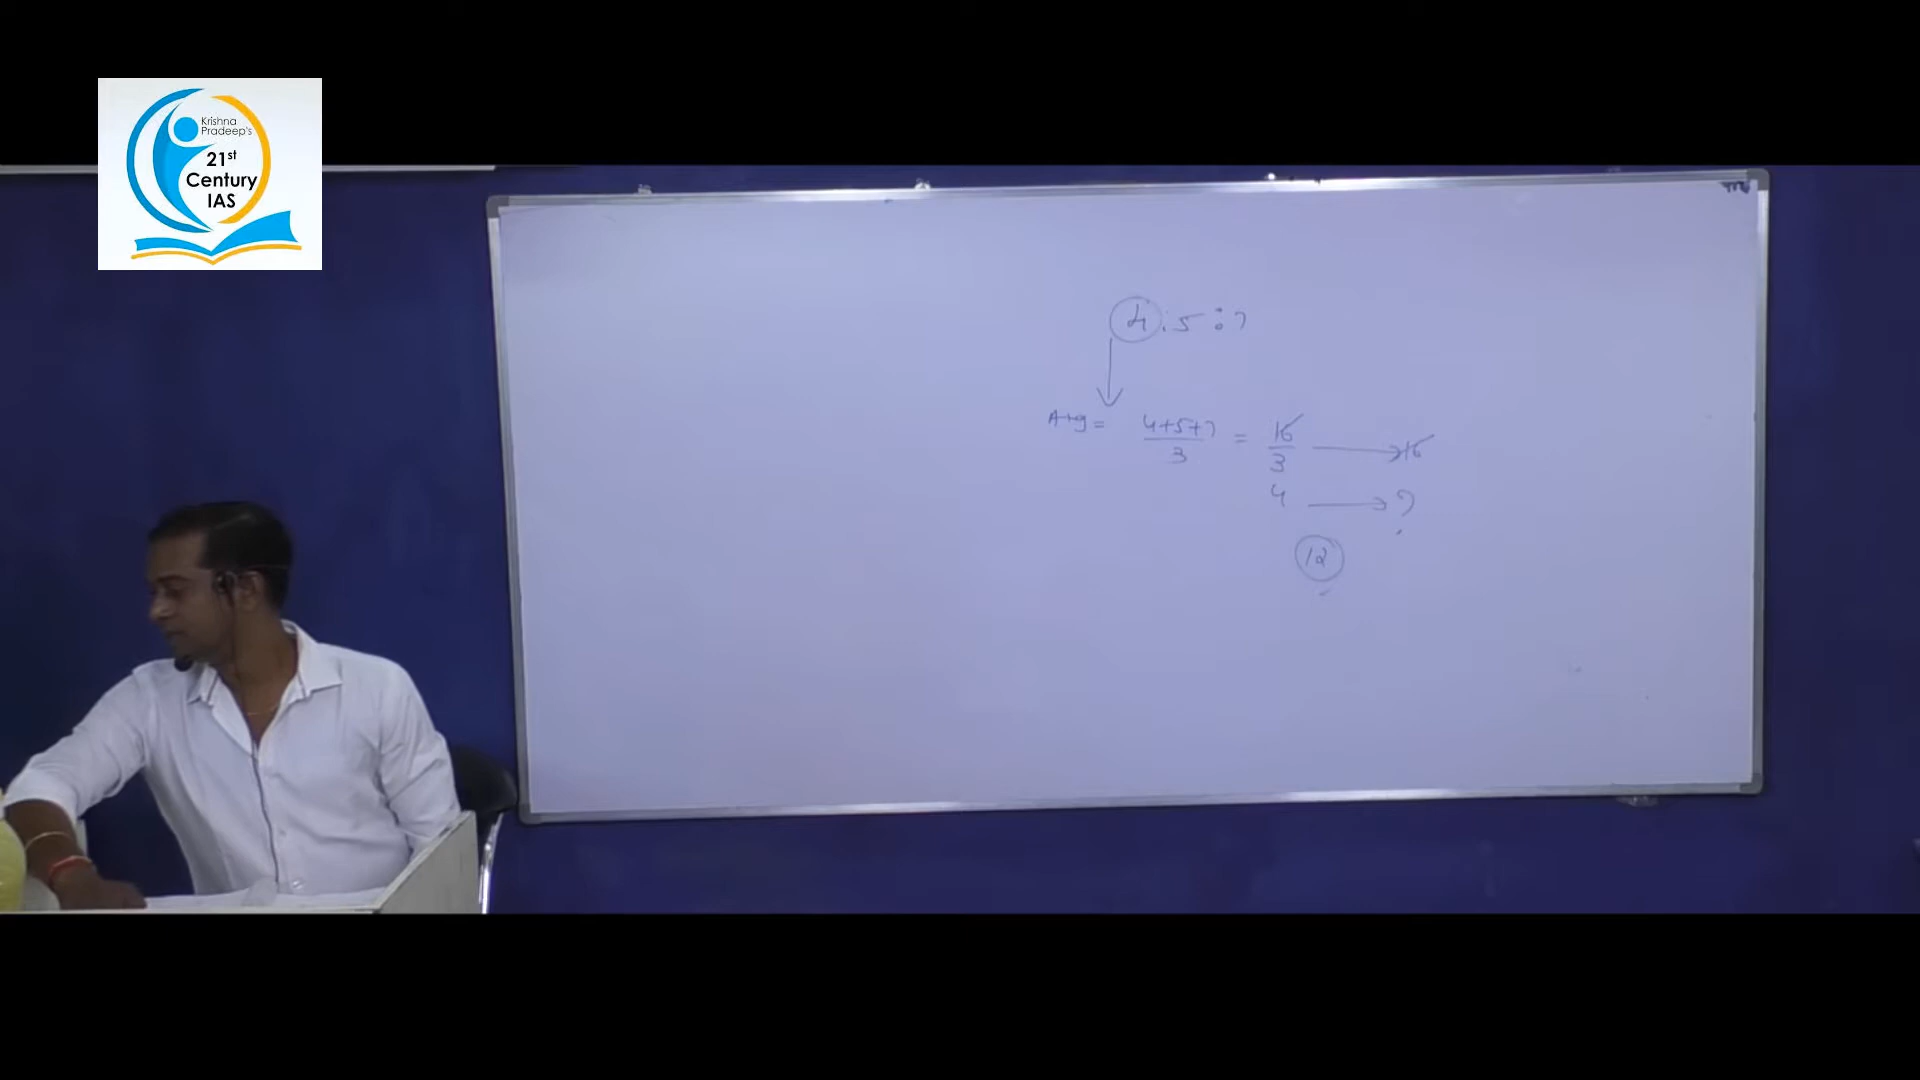 Krishna
Pradeep's
21st
Century
IAS
4:5:7
Avg = 4+5+7/3 = 16/3 → 16
4 → ?
12